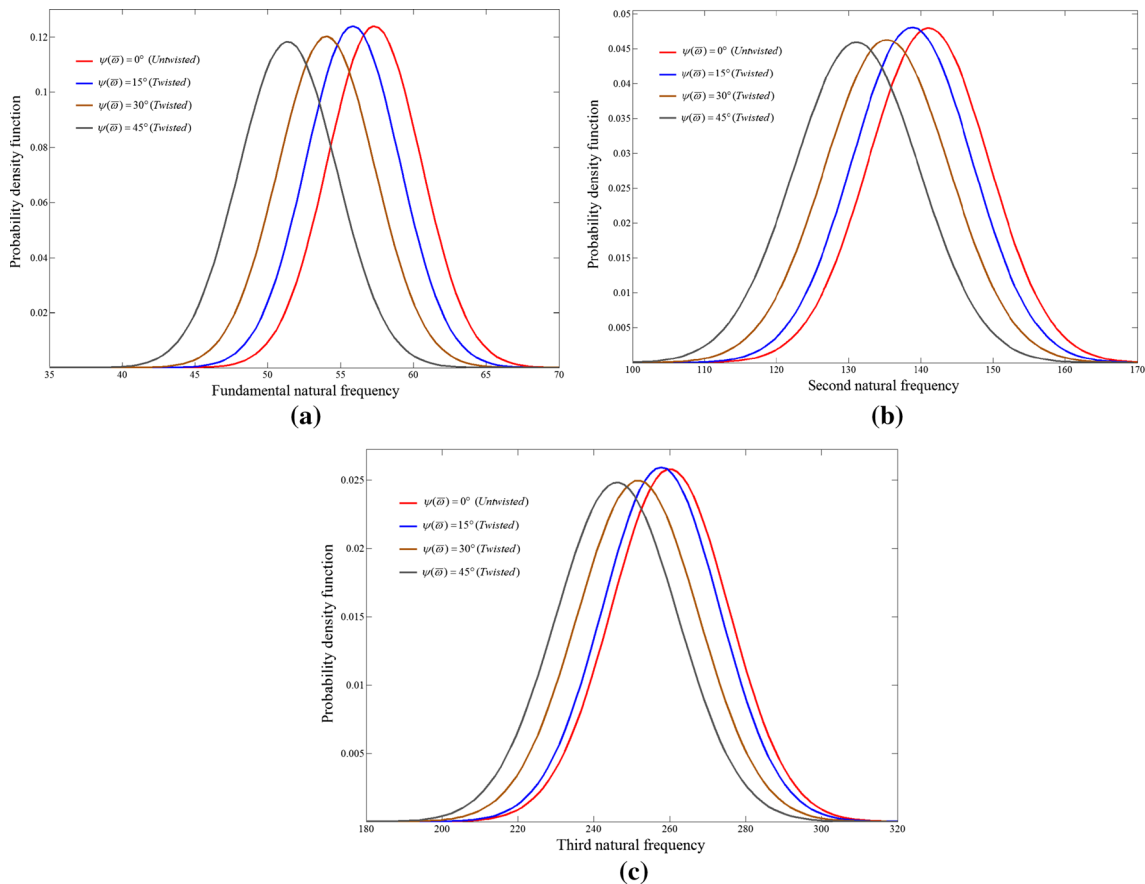 0.12
0.1
0.08
0.06
0.04
0.02
Probability density function
ψ(ϖ̅) = 0° (Untwisted)
ψ(ϖ̅) = 15° (Twisted)
ψ(ϖ̅) = 30° (Twisted)
ψ(ϖ̅) = 45° (Twisted)
35 40 45 50 55 60 65 70
Fundamental natural frequency
(a)
0.05
0.045
0.04
0.035
0.03
0.025
0.02
0.015
0.01
0.005
Probability density function
ψ(ϖ̅) = 0° (Untwisted)
ψ(ϖ̅) = 15° (Twisted)
ψ(ϖ̅) = 30° (Twisted)
ψ(ϖ̅) = 45° (Twisted)
100 110 120 130 140 150 160 170
Second natural frequency
(b)
0.025
0.02
0.015
0.01
0.005
Probability density function
ψ(ϖ̅) = 0° (Untwisted)
ψ(ϖ̅) = 15° (Twisted)
ψ(ϖ̅) = 30° (Twisted)
ψ(ϖ̅) = 45° (Twisted)
180 200 220 240 260 280 300 320
Third natural frequency
(c)